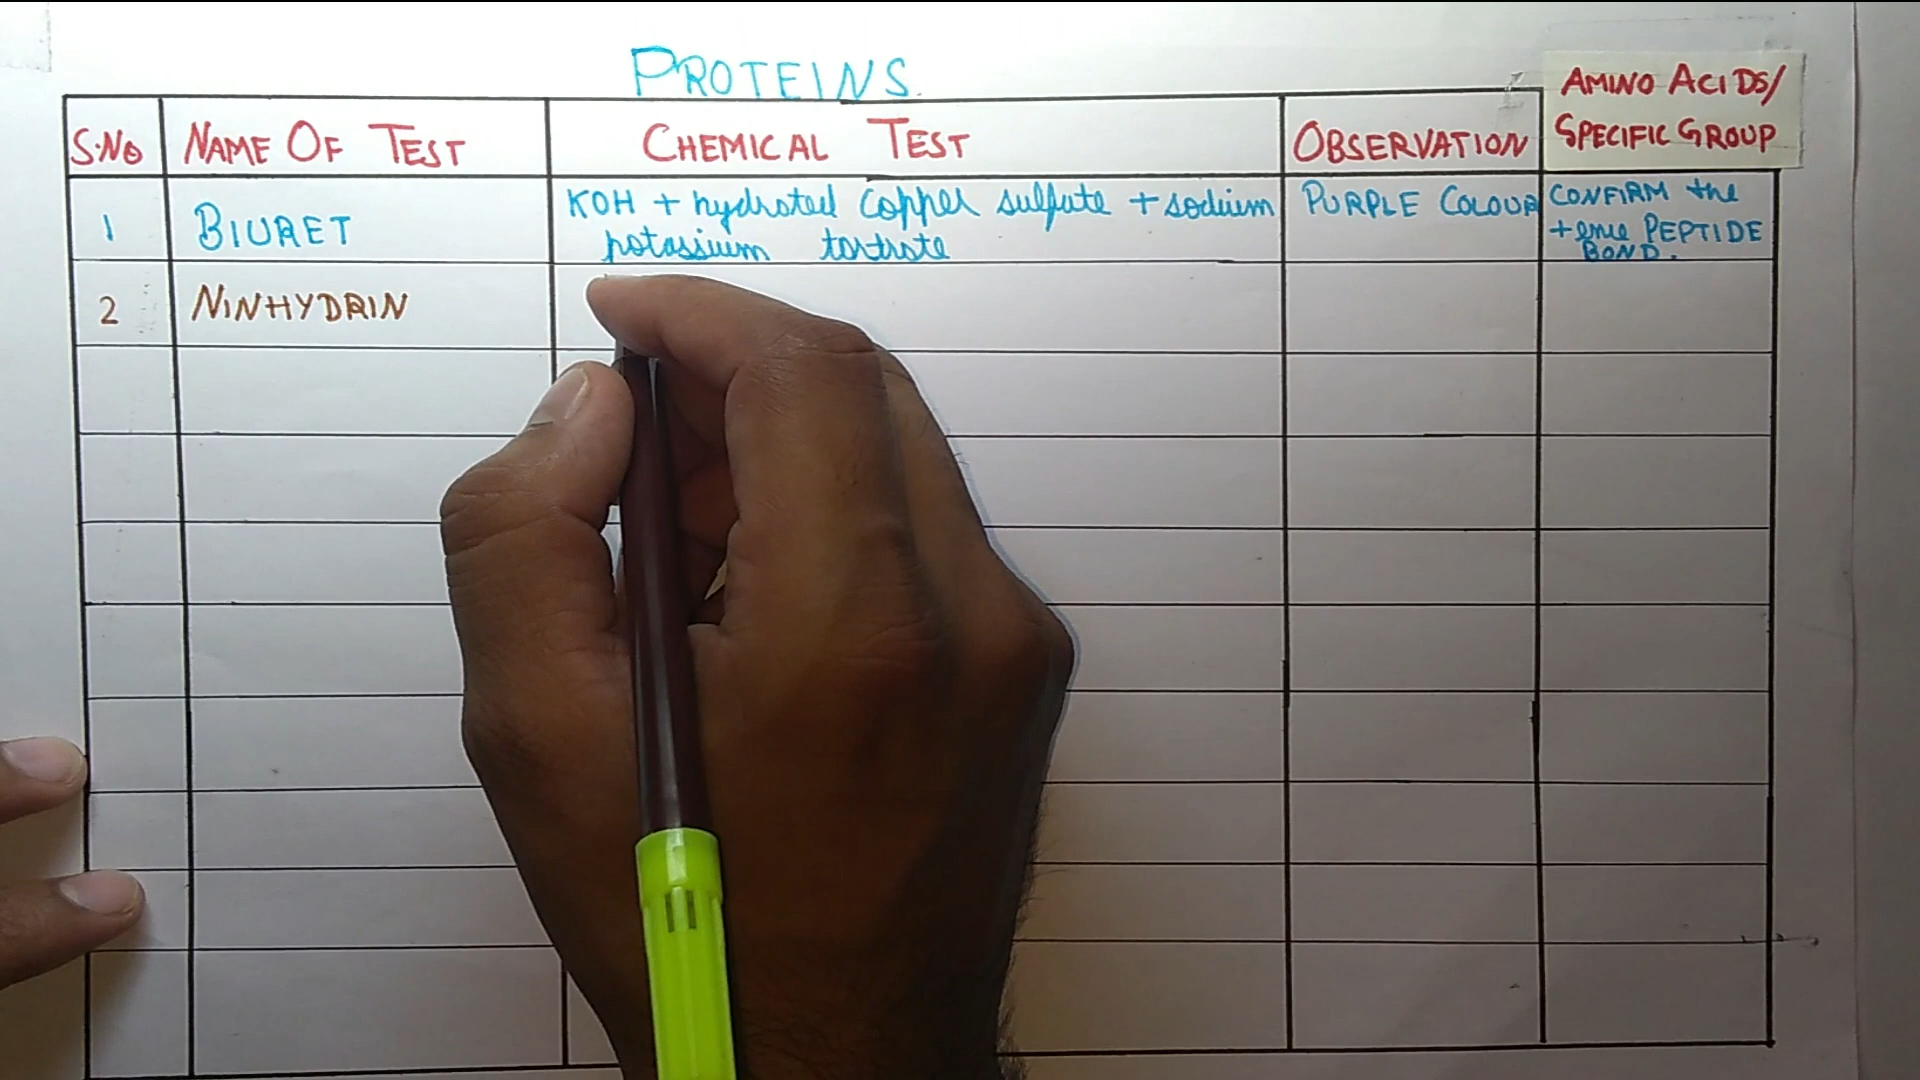 PROTEINS.
S.No NAME OF TEST CHEMICAL TEST OBSERVATION AMINO ACIDS/
SPECIFIC GROUP
1 BIURET KOH + hydrated Copper sulfate + sodium
potassium tartrate
PURPLE COLOUR
CONFIRM the
+ence PEPTIDE
BOND.
2 NINHYDRIN